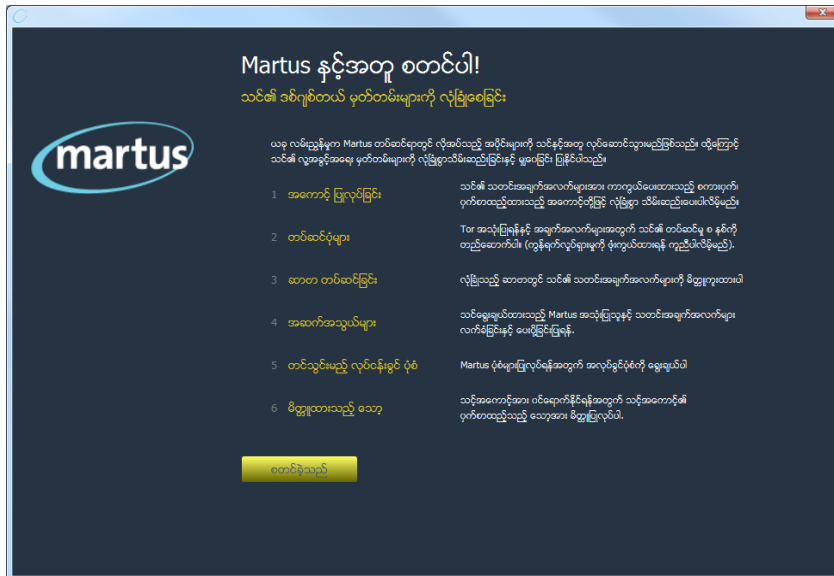 Martus နှင့်အတူ စတင်ပါ!
သင်၏ ဒစ်ဂျစ်တယ် မှတ်တမ်းများကို လုံခြုံစေခြင်း
martus
ယခု လမ်းညွှန်မှုက Martus တပ်ဆင်ရာတွင် လိုအပ်သည့် အပိုင်းများကို သင်နှင့်အတူ လုပ်ဆောင်သွားမည်ဖြစ်သည်။ ထို့ကြောင့်
သင်၏ လူ့အခွင့်အရေး မှတ်တမ်းများကို လုံခြုံစွာသိမ်းဆည်းခြင်းနှင့် မျှဝေခြင်း ပြုနိုင်ပါသည်။
1 အကောင့် ပြုလုပ်ခြင်း
သင်၏ သတင်းအချက်အလက်များအား ကာကွယ်ပေးထားသည့် စကားဝှက်၊
ဝှက်စာထည့်ထားသည့် အကောင့်တို့ဖြင့် လုံခြုံစွာ သိမ်းဆည်းပေးပါလိမ့်မည်။
2 တပ်ဆင်ပုံများ
Tor အသုံးပြုရန်နှင့် အချက်အလက်များအတွက် သင်၏ တပ်ဆင်မှု စ နစ်ကို
တည်ဆောက်ပါ။ (ကွန်ရက်လှုပ်ရှားမှုကို ဖုံးကွယ်ထားရန် ကူညီပါလိမ့်မည်).
3 ဆာဗာ တပ်ဆင်ခြင်း
လုံခြုံသည့် ဆာဗာတွင် သင်၏ သတင်းအချက်အလက်များကို မိတ္တူကူးထားပါ
4 အဆက်အသွယ်များ
သင်ရွေးချယ်ထားသည့် Martus အသုံးပြုသူနှင့် သတင်းအချက်အလက်များ
လက်ခံခြင်းနှင့် ပေးပို့ခြင်းပြုရန်.
5 တင်သွင်းမည့် လုပ်ငန်းခွင် ပုံစံ
Martus ပုံစံများပြုလုပ်ရန်အတွက် အလုပ်ခွင်ပုံစံကို ရွေးချယ်ပါ
6 မိတ္တူထားသည့် သော့
သင့်အကောင့်အား ဝင်ရောက်နိုင်ရန်အတွက် သင့်အကောင့်၏
ဝှက်စာထည့်သည့် သော့အား မိတ္တူပြုလုပ်ပါ.
စတင်ခဲ့သည်